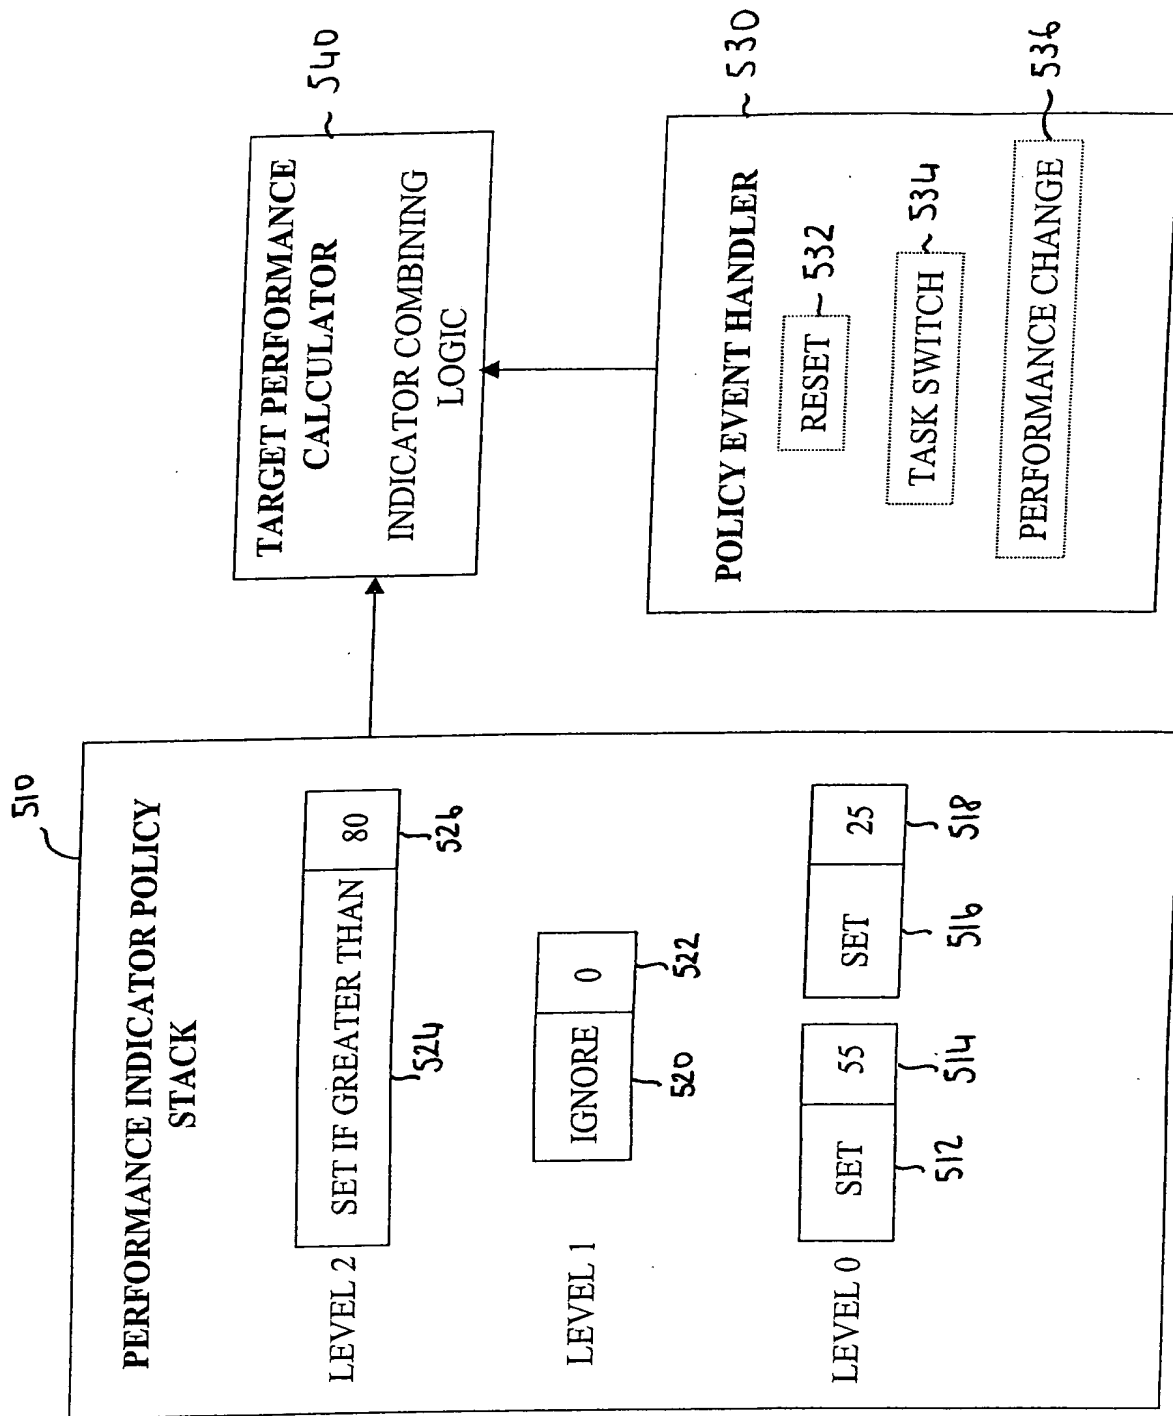 510
PERFORMANCE INDICATOR POLICY
STACK
LEVEL 2
SET IF GREATER THAN
80
524
526
LEVEL 1
IGNORE
0
520
522
LEVEL 0
SET
55
SET
25
512
514
516
518
TARGET PERFORMANCE
CALCULATOR
INDICATOR COMBINING
LOGIC
540
POLICY EVENT HANDLER
530
RESET
532
TASK SWITCH
534
PERFORMANCE CHANGE
536